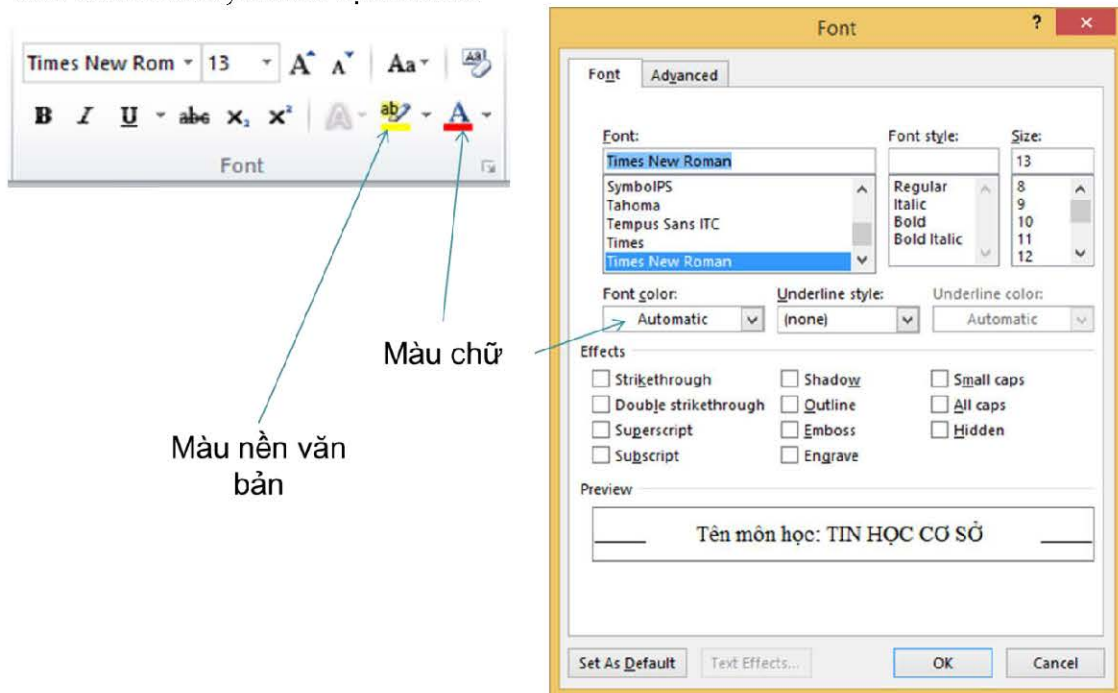 Times New Rom 13 A A Aa
B I U abc x₂ x² A ab A
Font
Màu chữ
Màu nền văn
bản
Font ?
Font Advanced
Font: Font style: Size:
Times New Roman 13
SymbolPS Regular 8
Tahoma Italic 9
Tempus Sans ITC Bold 10
Times Bold Italic 11
Times New Roman 12
Font color: Underline style: Underline color:
Automatic (none) Automatic
Effects
Strikethrough Shadow Small caps
Double strikethrough Outline All caps
Superscript Emboss Hidden
Subscript Engrave
Preview
Tên môn học: TIN HỌC CƠ SỞ
Set As Default Text Effects... OK Cancel